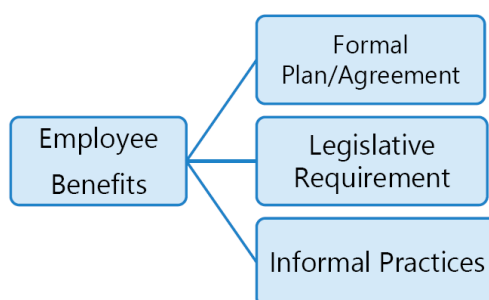 Employee
Benefits
Formal
Plan/Agreement
Legislative
Requirement
Informal Practices